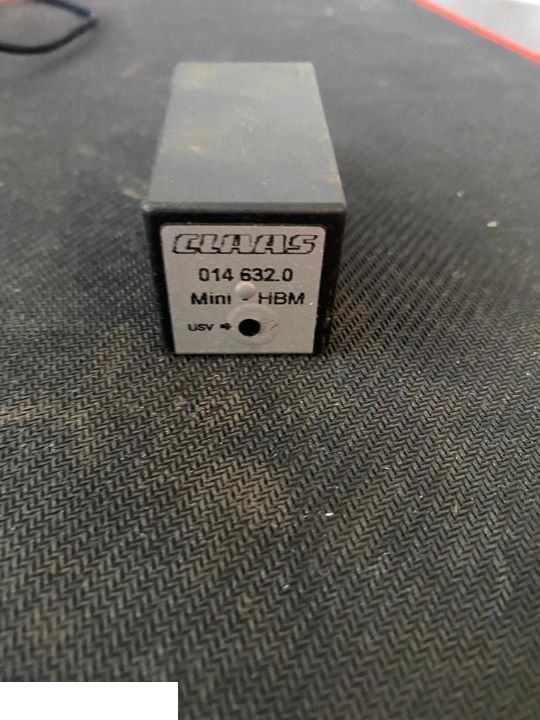 CLAAS
014 632.0
Mini - HBM
USV →